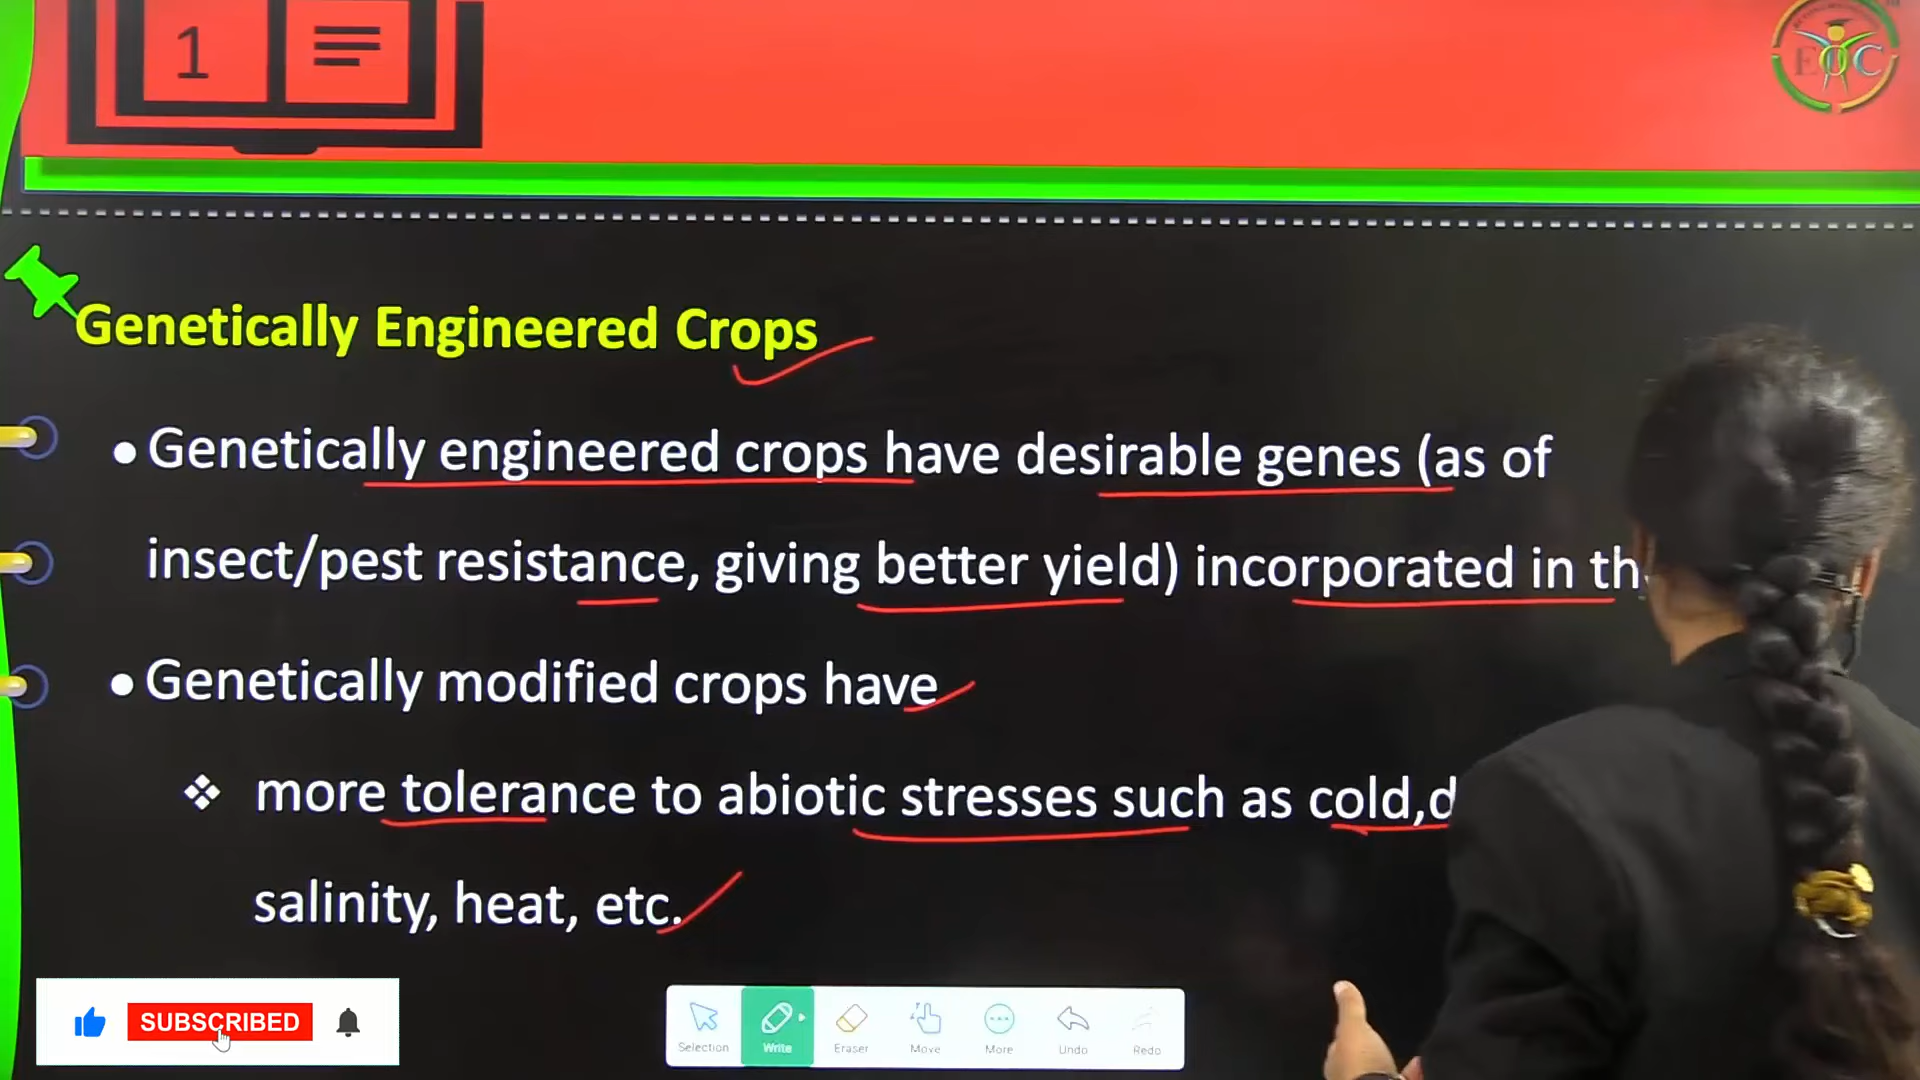 1
EOC
Genetically Engineered Crops
• Genetically engineered crops have desirable genes (as of
insect/pest resistance, giving better yield) incorporated in
• Genetically modified crops have
❖ more tolerance to abiotic stresses such as cold,
salinity, heat, etc.
SUBSCRIBED
Selection Write Eraser Move More Undo Redo